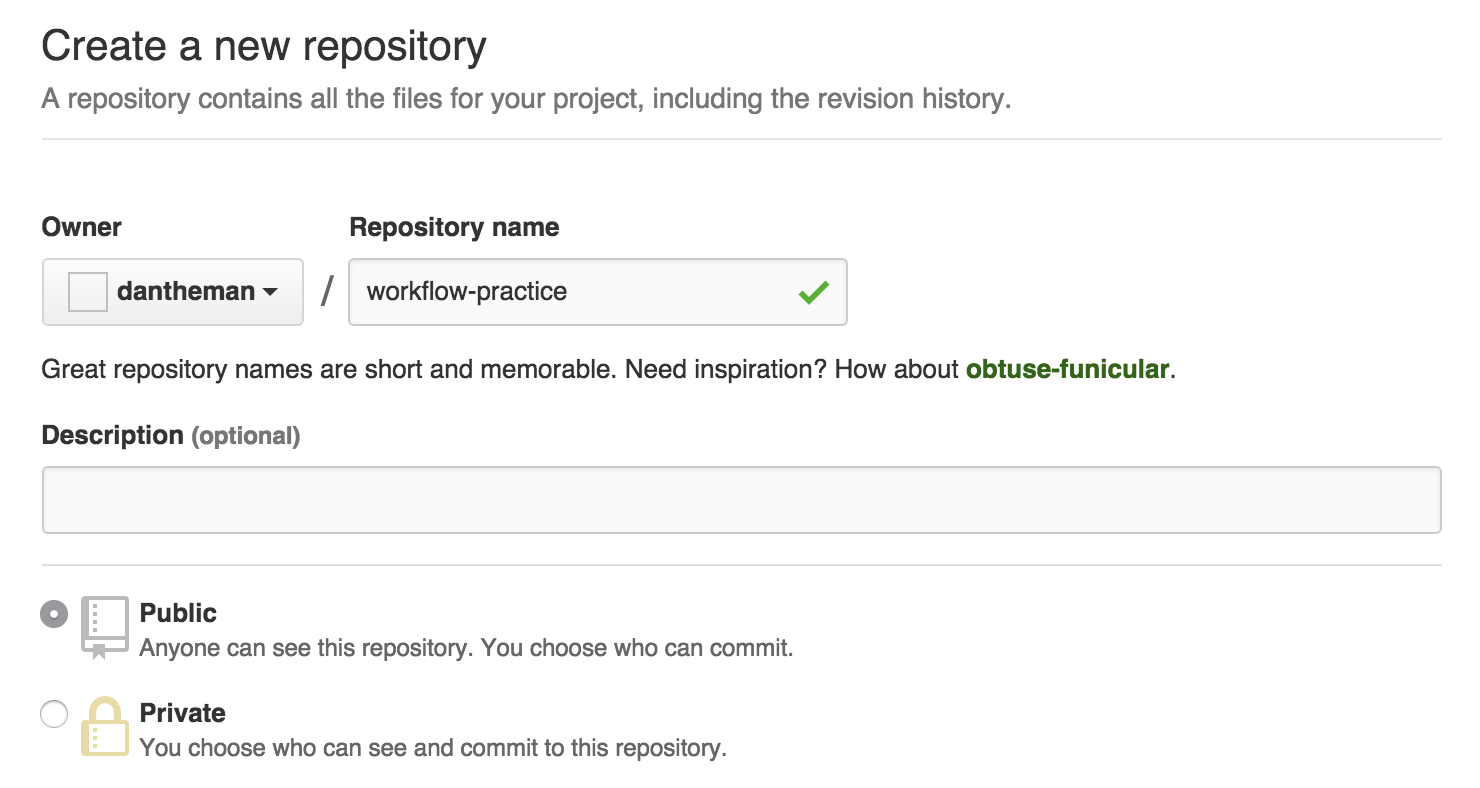 Create a new repository
A repository contains all the files for your project, including the revision history.
Owner
Repository name
dantheman
/
workflow-practice
Great repository names are short and memorable. Need inspiration? How about obtuse-funicular.
Description (optional)
Public
Anyone can see this repository. You choose who can commit.
Private
You choose who can see and commit to this repository.